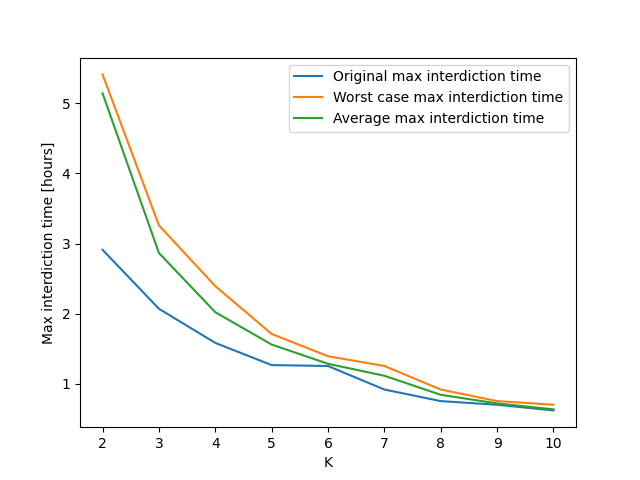 Original max interdiction time
Worst case max interdiction time
Average max interdiction time
Max interdiction time [hours]
5
4
3
2
1
2 3 4 5 6 7 8 9 10
K